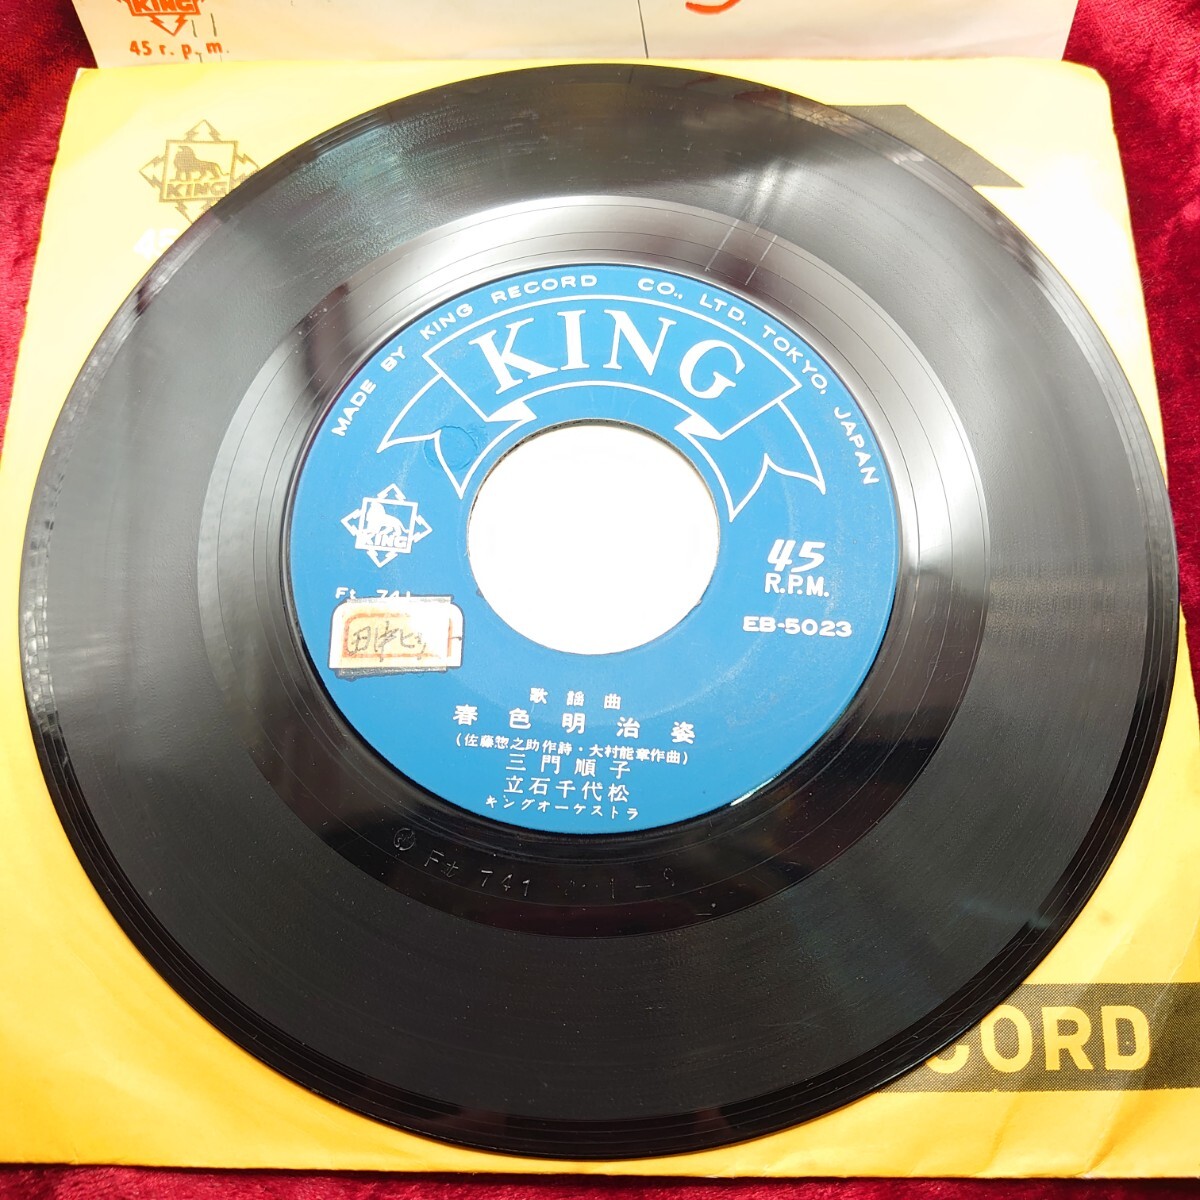 KING
45 r. p. m.
KING
MADE BY KING RECORD CO., LTD. TOKYO, JAPAN
KING
KING
45
R.P.M.
EB-5023
歌謡曲
春色明治姿
(佐藤惣之助作詩・大村能章作曲)
三門順子
立石千代松
キングオーケストラ
CORD